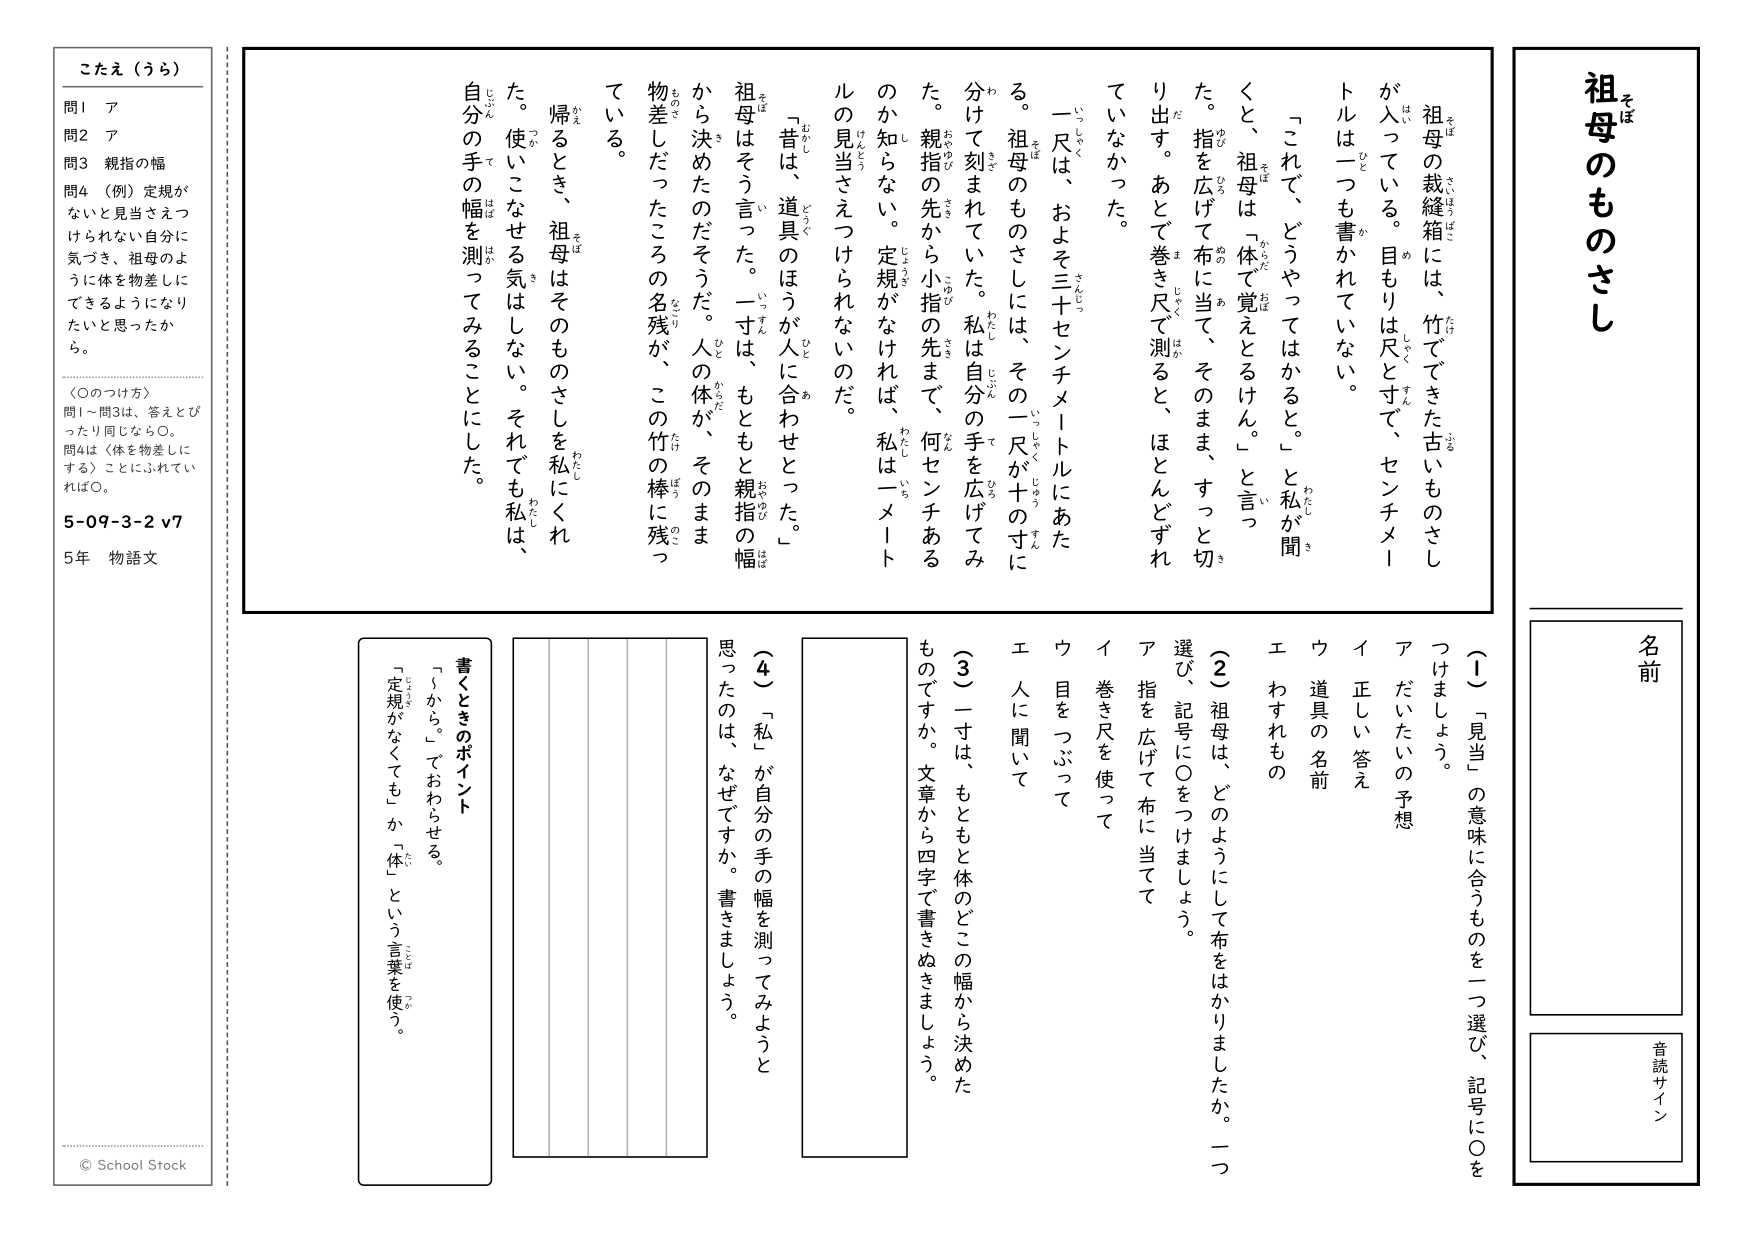 祖母のものさし
そぼ
名前
音読サイン
祖母の裁縫箱には、竹でできた古いものさし
が入っている。目もりは尺と寸で、センチメー
トルは一つも書かれていない。
「これで、どうやってはかると。」と私が聞
くと、祖母は「体で覚えとるけん。」と言っ
た。指を広げて布に当て、そのまま、すっと切
り出す。あとで巻き尺で測ると、ほとんどずれ
ていなかった。
一尺は、およそ三十センチメートルにあた
る。祖母のものさしには、その一尺が十の寸に
分けて刻まれていた。私は自分の手を広げてみ
た。親指の先から小指の先まで、何センチある
のか知らない。定規がなければ、私は一メート
ルの見当さえつけられないのだ。
「昔は、道具のほうが人に合わせとった。」
祖母はそう言った。一寸は、もともと親指の幅
から決めたのだそうだ。人の体が、そのまま
物差しだったころの名残が、この竹の棒に残っ
ている。
帰るとき、祖母はそのものさしを私にくれ
た。使いこなせる気はしない。それでも私は、
自分の手の幅を測ってみることにした。
(1)「見当」の意味に合うものを一つ選び、記号に○を
つけましょう。
ア だいたいの 予想
イ 正しい 答え
ウ 道具の 名前
エ わすれもの
(2)祖母は、どのようにして布をはかりましたか。一つ
選び、記号に○をつけましょう。
ア 指を 広げて 布に 当てて
イ 巻き尺を 使って
ウ 目を つぶって
エ 人に 聞いて
(3)一寸は、もともと体のどこの幅から決めた
ものですか。文章から四字で書きぬきましょう。
(4)「私」が自分の手の幅を測ってみようと
思ったのは、なぜですか。書きましょう。
書くときのポイント
「~から。」でおわらせる。
「定規がなくても」か「体」という言葉を使う。
こたえ(うら)
問1 ア
問2 ア
問3 親指の幅
問4 (例)定規が
ないと見当さえつ
けられない自分に
気づき、祖母のよ
うに体を物差しに
できるようになり
たいと思ったか
ら。
〈○のつけ方〉
問1~問3は、答えとぴ
ったり同じなら○。
問4は〈体を物差しに
する〉ことにふれてい
れば○。
5-09-3-2 v7
5年 物語文
© School Stock